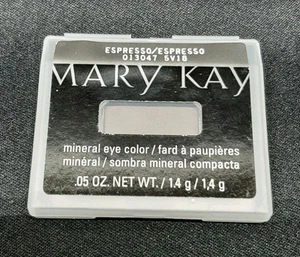 ESPRESSO/ESPRESSO
013047 5V18
MARY KAY
mineral eye color / fard à paupières
minéral / sombra mineral compacta
.05 OZ. NET WT. / 1.4 g / 1,4 g